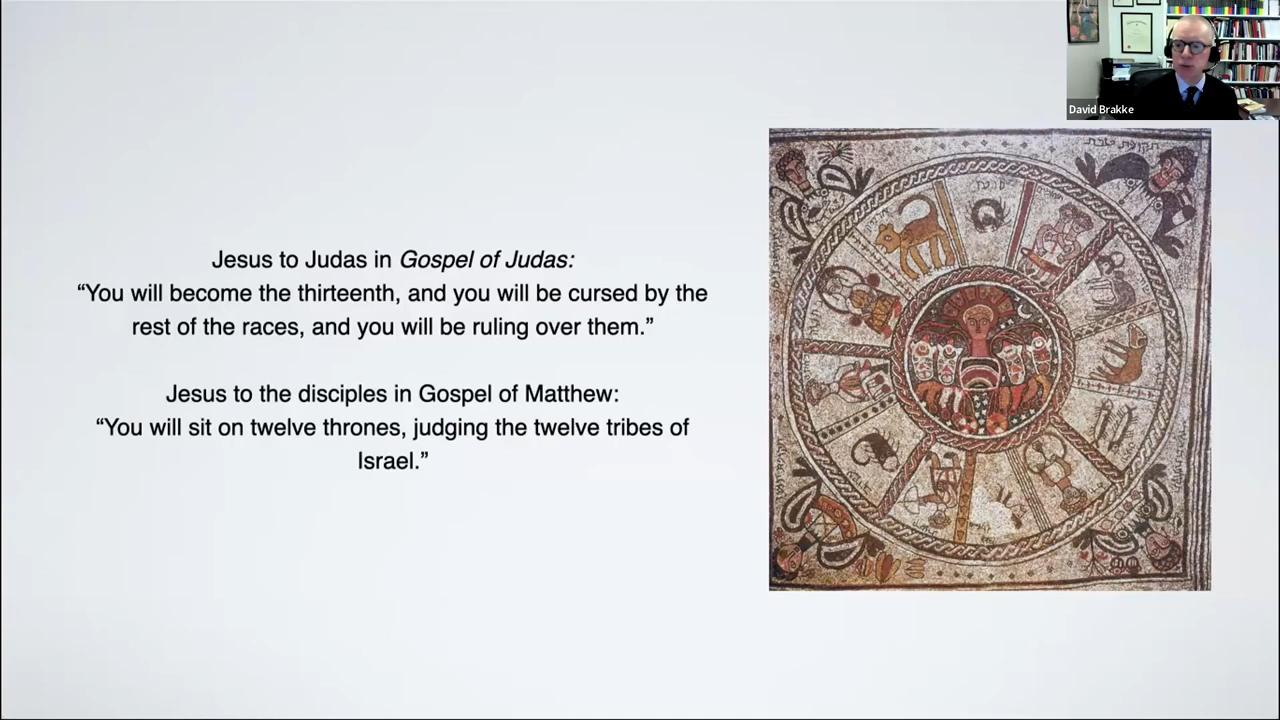 David Brakke
Jesus to Judas in Gospel of Judas:
“You will become the thirteenth, and you will be cursed by the
rest of the races, and you will be ruling over them.”
Jesus to the disciples in Gospel of Matthew:
“You will sit on twelve thrones, judging the twelve tribes of
Israel.”